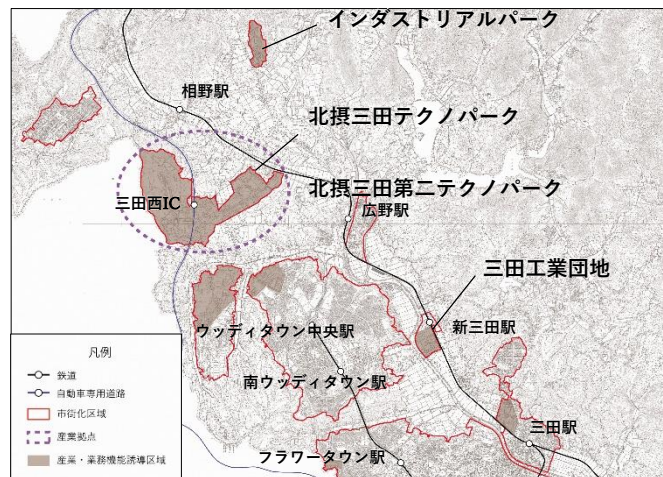 インダストリアルパーク
相野駅
北摂三田テクノパーク
北摂三田第二テクノパーク
三田西IC
広野駅
三田工業団地
新三田駅
ウッディタウン中央駅
南ウッディタウン駅
三田駅
フラワータウン駅
凡例
鉄道
自動車専用道路
市街化区域
産業拠点
産業・業務機能誘導区域